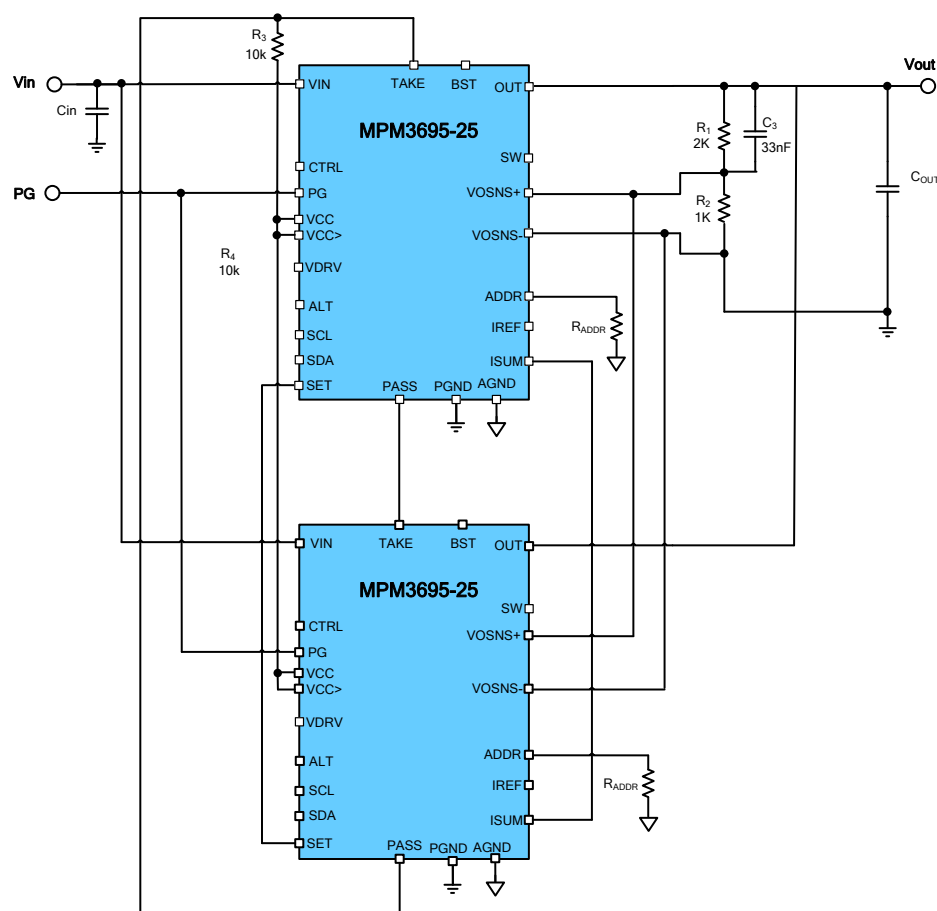 R3
10k
Vin
Cin
PG
R4
10k
VIN
TAKE
BST
OUT
MPM3695-25
SW
CTRL
PG
VOSNS+
VCC
VCC>
VOSNS-
VDRV
ADDR
ALT
IREF
SCL
ISUM
SDA
SET
PASS
PGND
AGND
Vout
R1
2K
C3
33nF
R2
1K
COUT
RADDR
VIN
TAKE
BST
OUT
MPM3695-25
SW
CTRL
VOSNS+
PG
VCC
VCC>
VOSNS-
VDRV
ADDR
ALT
IREF
SCL
SDA
ISUM
SET
PASS
PGND
AGND
RADDR